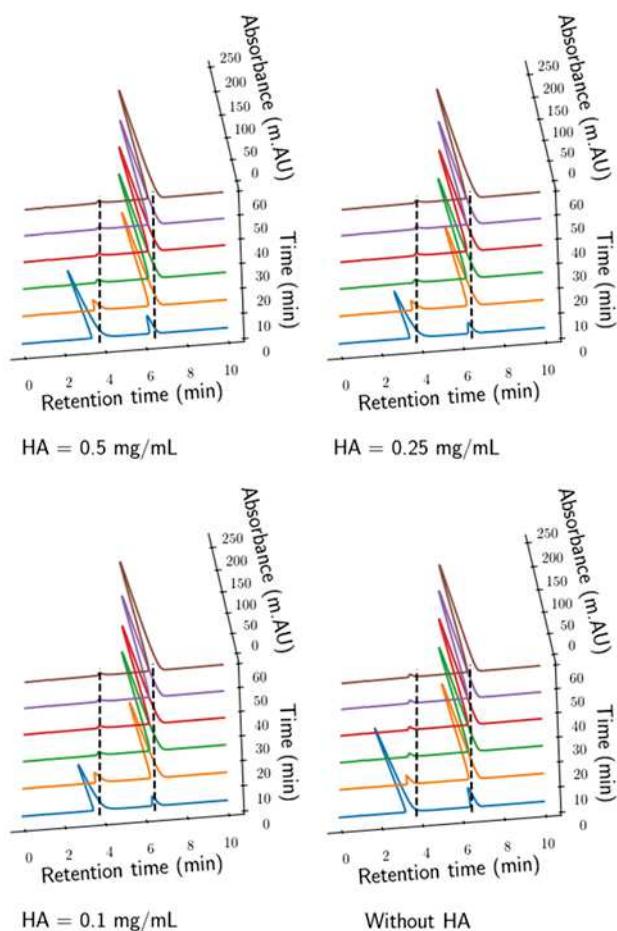 Absorbance (m.AU)
250
200
150
100
50
0
60
50
40
30
20
10
0
Time (min)
0 2 4 6 8 10
Retention time (min)
HA = 0.5 mg/mL
Absorbance (m.AU)
250
200
150
100
50
0
60
50
40
30
20
10
0
Time (min)
0 2 4 6 8 10
Retention time (min)
HA = 0.25 mg/mL
Absorbance (m.AU)
250
200
150
100
50
0
60
50
40
30
20
10
0
Time (min)
0 2 4 6 8 10
Retention time (min)
HA = 0.1 mg/mL
Absorbance (m.AU)
250
200
150
100
50
0
60
50
40
30
20
10
0
Time (min)
0 2 4 6 8 10
Retention time (min)
Without HA